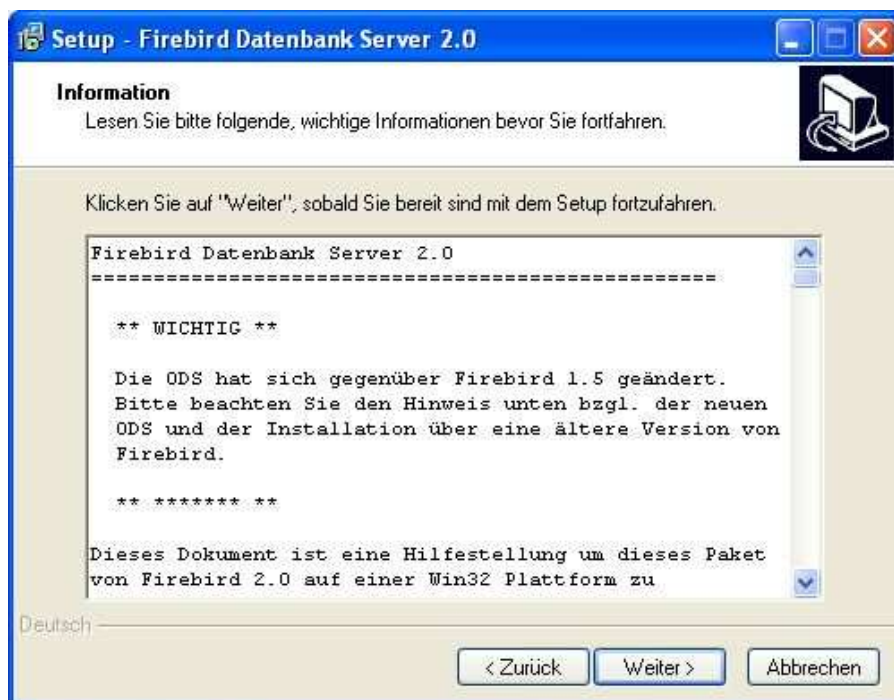 Setup - Firebird Datenbank Server 2.0
Information
Lesen Sie bitte folgende, wichtige Informationen bevor Sie fortfahren.
Klicken Sie auf "Weiter", sobald Sie bereit sind mit dem Setup fortzufahren.
Firebird Datenbank Server 2.0
==================================================
** WICHTIG **
Die ODS hat sich gegenüber Firebird 1.5 geändert.
Bitte beachten Sie den Hinweis unten bzgl. der neuen
ODS und der Installation über eine ältere Version von
Firebird.
** ******* **
Dieses Dokument ist eine Hilfestellung um dieses Paket
von Firebird 2.0 auf einer Win32 Plattform zu
Deutsch
< Zurück Weiter > Abbrechen